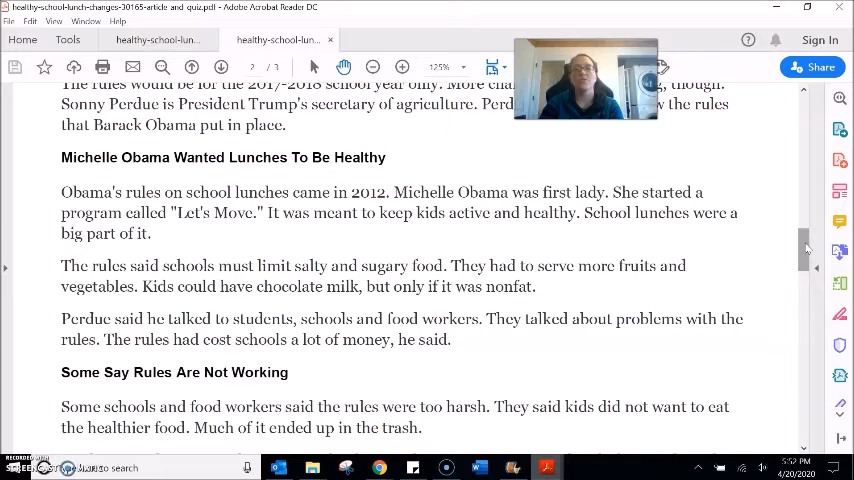 healthy-school-lunch-changes-30165-article and quiz.pdf - Adobe Acrobat Reader DC
File Edit View Window Help
Home Tools healthy-school-lun... healthy-school-lun... × Sign In
2 / 3 125% Share
The rules would be for the 2017-2018 school year only. More cha g, though.
Sonny Perdue is President Trump's secretary of agriculture. Perd w the rules
that Barack Obama put in place.
Michelle Obama Wanted Lunches To Be Healthy
Obama's rules on school lunches came in 2012. Michelle Obama was first lady. She started a
program called "Let's Move." It was meant to keep kids active and healthy. School lunches were a
big part of it.
The rules said schools must limit salty and sugary food. They had to serve more fruits and
vegetables. Kids could have chocolate milk, but only if it was nonfat.
Perdue said he talked to students, schools and food workers. They talked about problems with the
rules. The rules had cost schools a lot of money, he said.
Some Say Rules Are Not Working
Some schools and food workers said the rules were too harsh. They said kids did not want to eat
the healthier food. Much of it ended up in the trash.
RECORDED WITH
to search
5:52 PM
4/20/2020